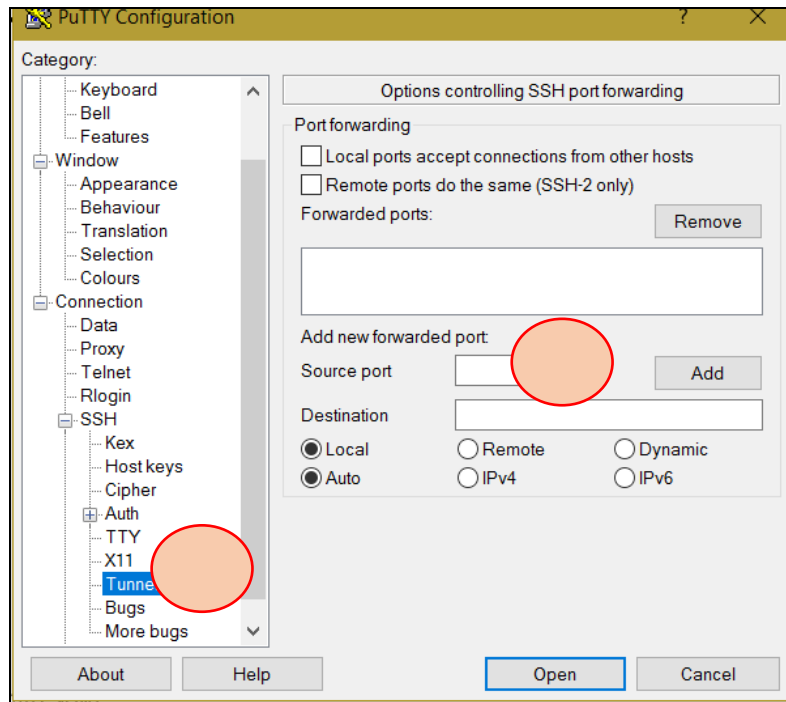 PuTTY Configuration ? X
Category:
Keyboard
Bell
Features
Window
Appearance
Behaviour
Translation
Selection
Colours
Connection
Data
Proxy
Telnet
Rlogin
SSH
Kex
Host keys
Cipher
Auth
TTY
X11
Tunne
Bugs
More bugs
Options controlling SSH port forwarding
Port forwarding
Local ports accept connections from other hosts
Remote ports do the same (SSH-2 only)
Forwarded ports:
Remove
Add new forwarded port:
Source port
Add
Destination
Local Remote Dynamic
Auto IPv4 IPv6
About Help Open Cancel